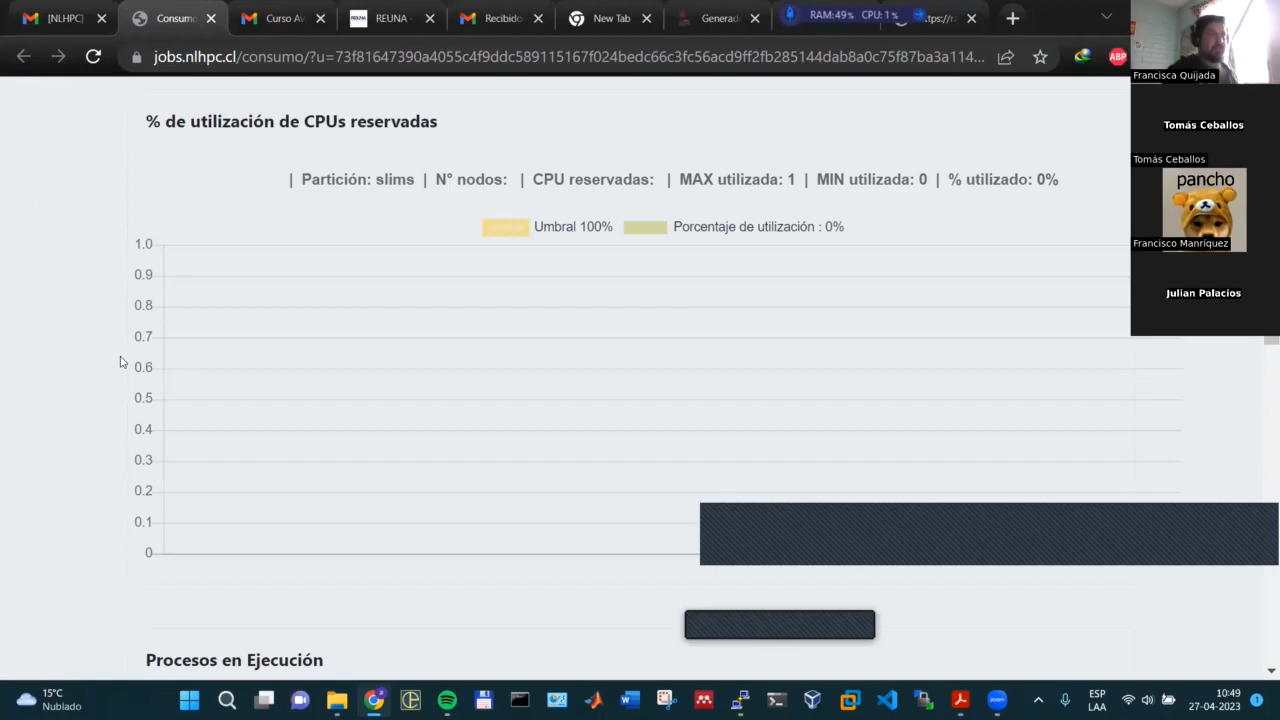 [NLHPC]
Consumo
Curso Av
REUNA -
Recibido
New Tab
Generad
RAM:49% CPU:1%
tps://ra
jobs.nlhpc.cl/consumo/?u=73f81647390a4055c4f9ddc589115167f024bedc66c3fc56acd9ff2fb285144dab8a0c75f87ba3a114...
ABP
Francisca Quijada
Tomás Ceballos
Tomás Ceballos
pancho
Francisco Manríquez
Julian Palacios
% de utilización de CPUs reservadas
| Partición: slims | N° nodos: | CPU reservadas: | MAX utilizada: 1 | MIN utilizada: 0 | % utilizado: 0%
Umbral 100% Porcentaje de utilización : 0%
1.0
0.9
0.8
0.7
0.6
0.5
0.4
0.3
0.2
0.1
0
Procesos en Ejecución
15°C
Nublado
ESP
LAA
10:49
27-04-2023
1